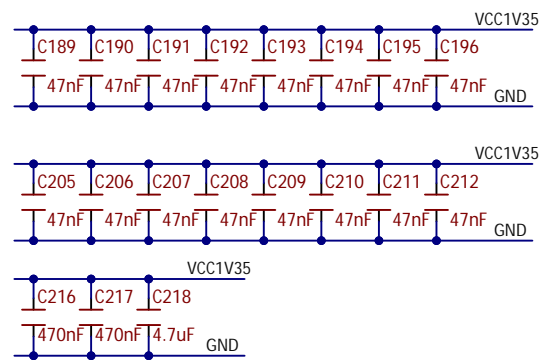 VCC1V35
C189 C190 C191 C192 C193 C194 C195 C196
47nF 47nF 47nF 47nF 47nF 47nF 47nF 47nF
GND
VCC1V35
C205 C206 C207 C208 C209 C210 C211 C212
47nF 47nF 47nF 47nF 47nF 47nF 47nF 47nF
GND
VCC1V35
C216 C217 C218
470nF 470nF 4.7uF
GND